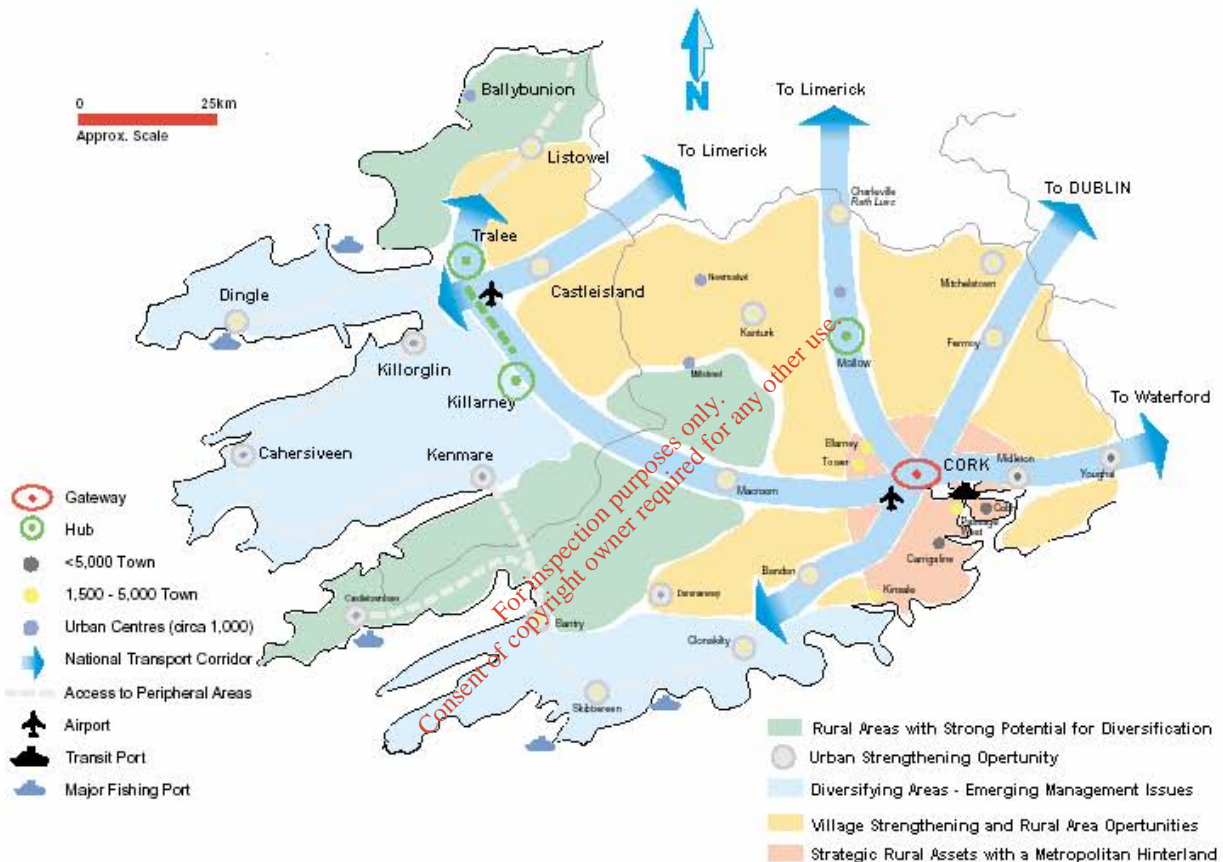 0 25km
Approx. Scale
N
To Limerick
To Limerick
To DUBLIN
To Waterford
Ballybunion
Listowel
Tralee
Castleisland
Dingle
Killorglin
Killarney
Cahersiveen
Kenmare
Charleville
Rath Luirc
Newmarket
Kanturk
Mitchelstown
Fermoy
Mallow
Millstreet
Blarney
Tower
CORK
Midleton
Youghal
Macroom
Cobh
Passage
West
Carrigaline
Bandon
Kinsale
Dunmanway
Bantry
Clonakilty
Skibbereen
For inspection purposes only.
Consent of copyright owner required for any other use.
Gateway
Hub
<5,000 Town
1,500 - 5,000 Town
Urban Centres (circa 1,000)
National Transport Corridor
Access to Peripheral Areas
Airport
Transit Port
Major Fishing Port
Rural Areas with Strong Potential for Diversification
Urban Strengthening Opertunity
Diversifying Areas - Emerging Management Issues
Village Strengthening and Rural Area Opertunities
Strategic Rural Assets with a Metropolitan Hinterland